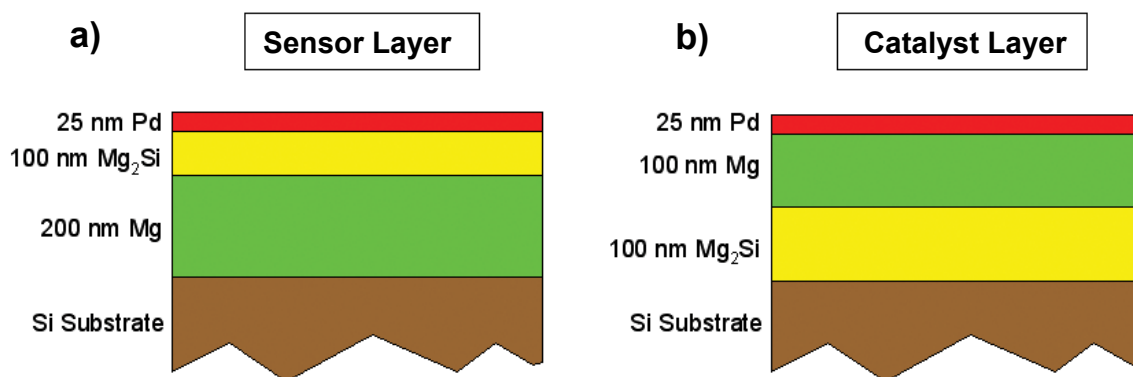 a)
Sensor Layer
25 nm Pd
100 nm Mg₂Si
200 nm Mg
Si Substrate
b)
Catalyst Layer
25 nm Pd
100 nm Mg
100 nm Mg₂Si
Si Substrate